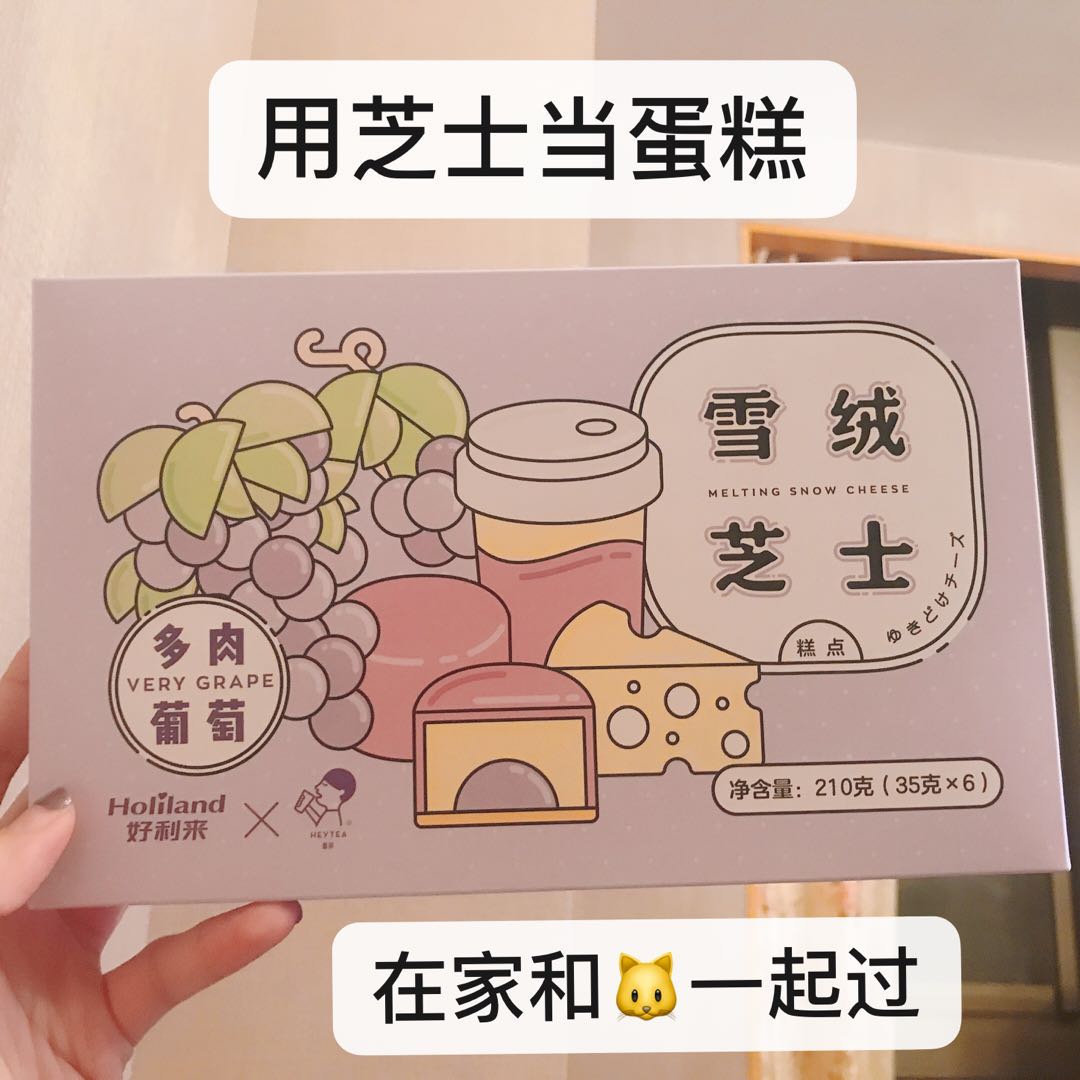 用芝士当蛋糕
雪绒
MELTING SNOW CHEESE
芝士
ゆきどけチーズ
糕点
多肉
VERY GRAPE
葡萄
净含量：210克（35克×6）
Holiland
好利来
×
HEYTEA
喜茶
在家和🐱一起过